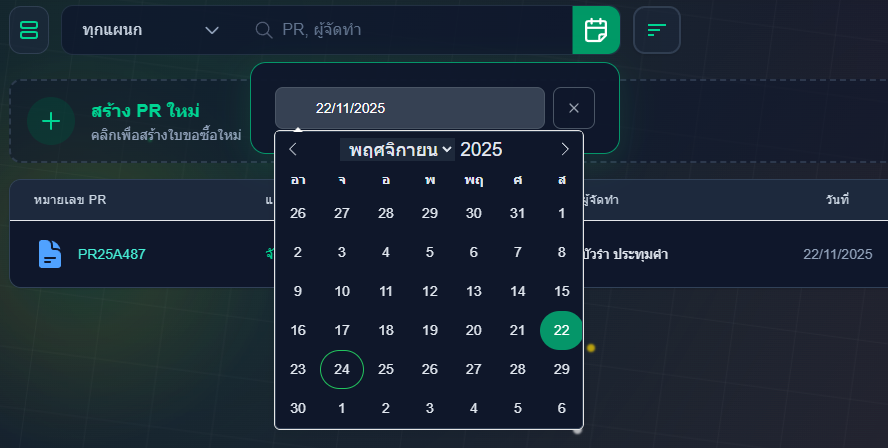 ทุกแผนก
PR, ผู้จัดทำ
22/11/2025
สร้าง PR ใหม่
คลิกเพื่อสร้างใบขอซื้อใหม่
พฤศจิกายน 2025
อา จ อ พ พฤ ศ ส
26 27 28 29 30 31 1
2 3 4 5 6 7 8
9 10 11 12 13 14 15
16 17 18 19 20 21 22
23 24 25 26 27 28 29
30 1 2 3 4 5 6
หมายเลข PR ผู้จัดทำ วันที่
PR25A487 บัวรำ ประทุมคำ 22/11/2025